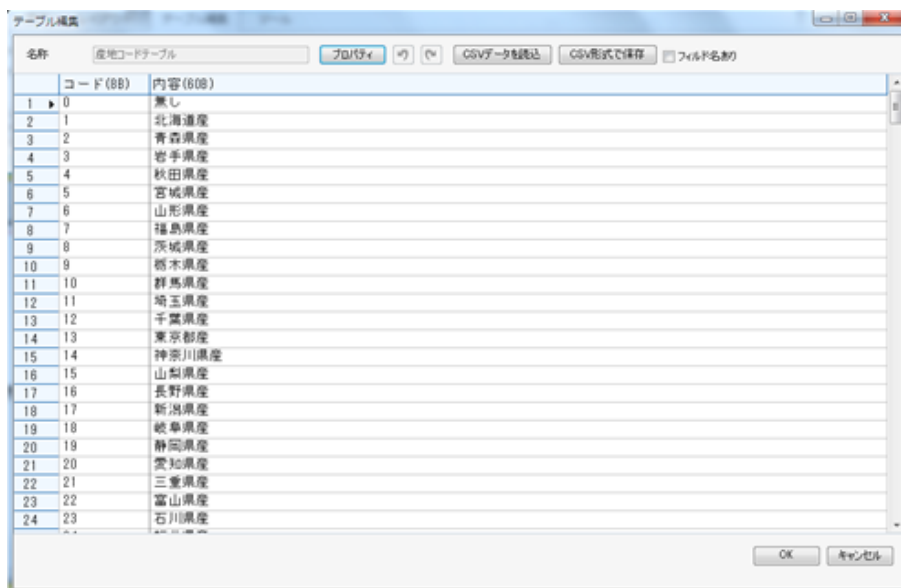 テーブル編集
名称 産地コードテーブル プロパティ CSVデータを読込 CSV形式で保存 フィールド名あり
コード(8B) 内容(60B)
1 0 無し
2 1 北海道産
3 2 青森県産
4 3 岩手県産
5 4 秋田県産
6 5 宮城県産
7 6 山形県産
8 7 福島県産
9 8 茨城県産
10 9 栃木県産
11 10 群馬県産
12 11 埼玉県産
13 12 千葉県産
14 13 東京都産
15 14 神奈川県産
16 15 山梨県産
17 16 長野県産
18 17 新潟県産
19 18 岐阜県産
20 19 静岡県産
21 20 愛知県産
22 21 三重県産
23 22 富山県産
24 23 石川県産
OK キャンセル